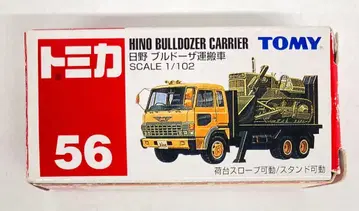 トミカ
56
HINO BULLDOZER CARRIER
日野 ブルドーザ運搬車
SCALE 1/102
TOMY
荷台スロープ可動/スタンド可動